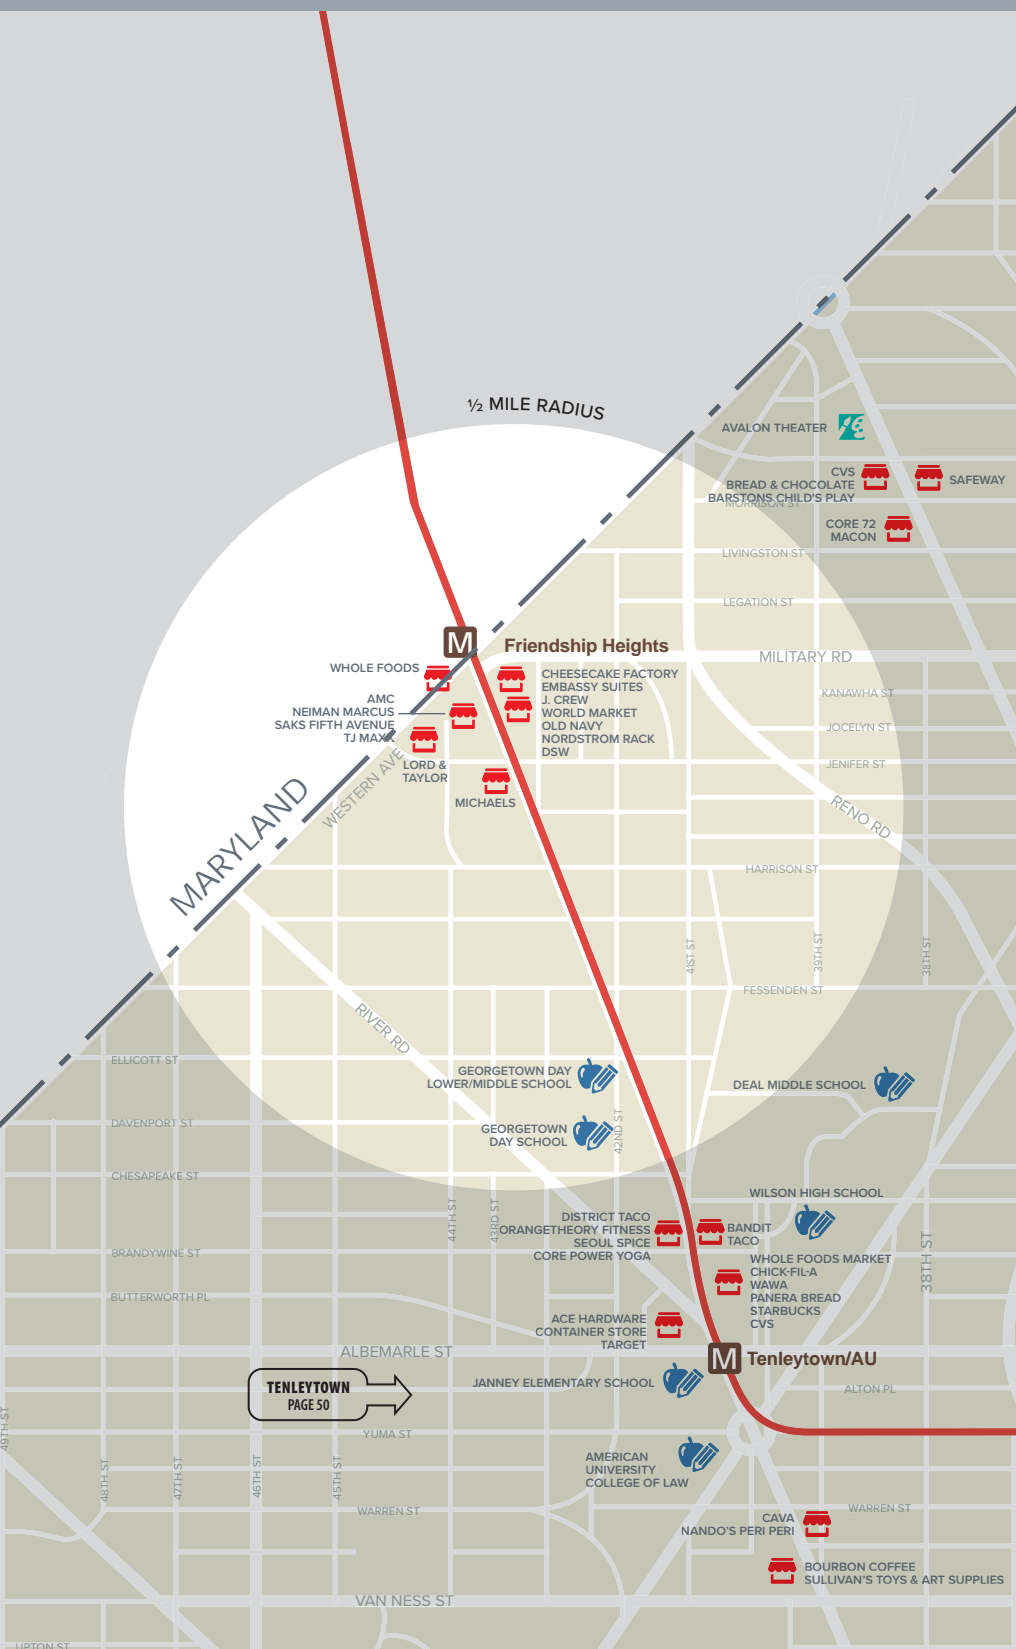 ½ MILE RADIUS
AVALON THEATER
CVS
BREAD & CHOCOLATE
BARSTONS CHILD'S PLAY
SAFEWAY
MORRISON ST
CORE 72
MACON
LIVINGSTON ST
LEGATION ST
M
Friendship Heights
MILITARY RD
WHOLE FOODS
CHEESECAKE FACTORY
EMBASSY SUITES
J. CREW
WORLD MARKET
OLD NAVY
NORDSTROM RACK
DSW
AMC
NEIMAN MARCUS
SAKS FIFTH AVENUE
TJ MAXX
KANAWHA ST
JOCELYN ST
LORD &
TAYLOR
JENIFER ST
WESTERN AVE
MICHAELS
MARYLAND
RENO RD
HARRISON ST
41ST ST
39TH ST
38TH ST
FESSENDEN ST
RIVER RD
ELLICOTT ST
GEORGETOWN DAY
LOWER/MIDDLE SCHOOL
DEAL MIDDLE SCHOOL
DAVENPORT ST
GEORGETOWN
DAY SCHOOL
42ND ST
CHESAPEAKE ST
WILSON HIGH SCHOOL
44TH ST
43RD ST
DISTRICT TACO
ORANGETHEORY FITNESS
SEOUL SPICE
CORE POWER YOGA
BANDIT
TACO
BRANDYWINE ST
WHOLE FOODS MARKET
CHICK-FIL-A
WAWA
PANERA BREAD
STARBUCKS
CVS
38TH ST
BUTTERWORTH PL
ACE HARDWARE
CONTAINER STORE
TARGET
ALBEMARLE ST
M
Tenleytown/AU
TENLEYTOWN
PAGE 50
JANNEY ELEMENTARY SCHOOL
ALTON PL
49TH ST
YUMA ST
AMERICAN
UNIVERSITY
COLLEGE OF LAW
48TH ST
47TH ST
46TH ST
45TH ST
WARREN ST
WARREN ST
CAVA
NANDO'S PERI PERI
BOURBON COFFEE
SULLIVAN'S TOYS & ART SUPPLIES
VAN NESS ST
UPTON ST